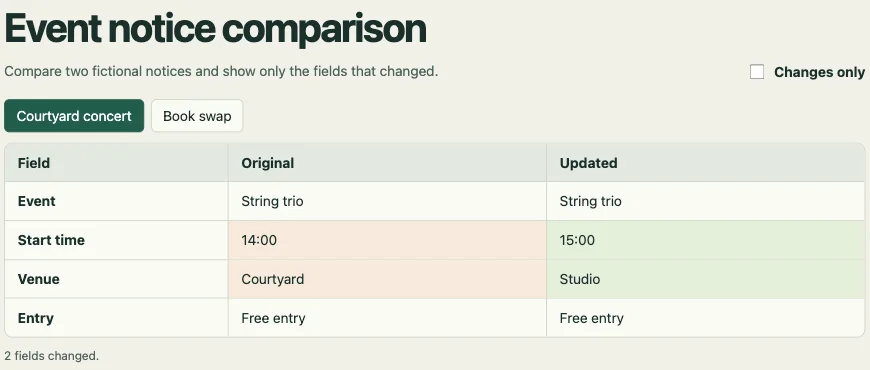 Event notice comparison
Compare two fictional notices and show only the fields that changed.
Changes only
Courtyard concert Book swap
Field Original Updated
Event String trio String trio
Start time 14:00 15:00
Venue Courtyard Studio
Entry Free entry Free entry
2 fields changed.